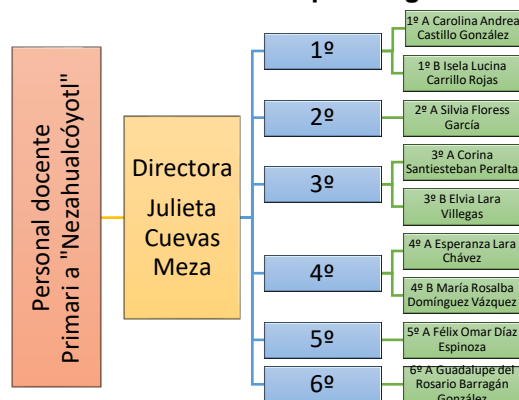 Personal docente
Primari a "Nezahualcóyotl"
Directora
Julieta
Cuevas
Meza
1º
1º A Carolina Andrea
Castillo González
1º B Isela Lucina
Carrillo Rojas
2º
2º A Silvia Floress
García
3º
3º A Corina
Santiesteban Peralta
3º B Elvia Lara
Villegas
4º
4º A Esperanza Lara
Chávez
4º B María Rosalba
Domínguez Vázquez
5º
5º A Félix Omar Díaz
Espinoza
6º
6º A Guadalupe del
Rosario Barragán
González